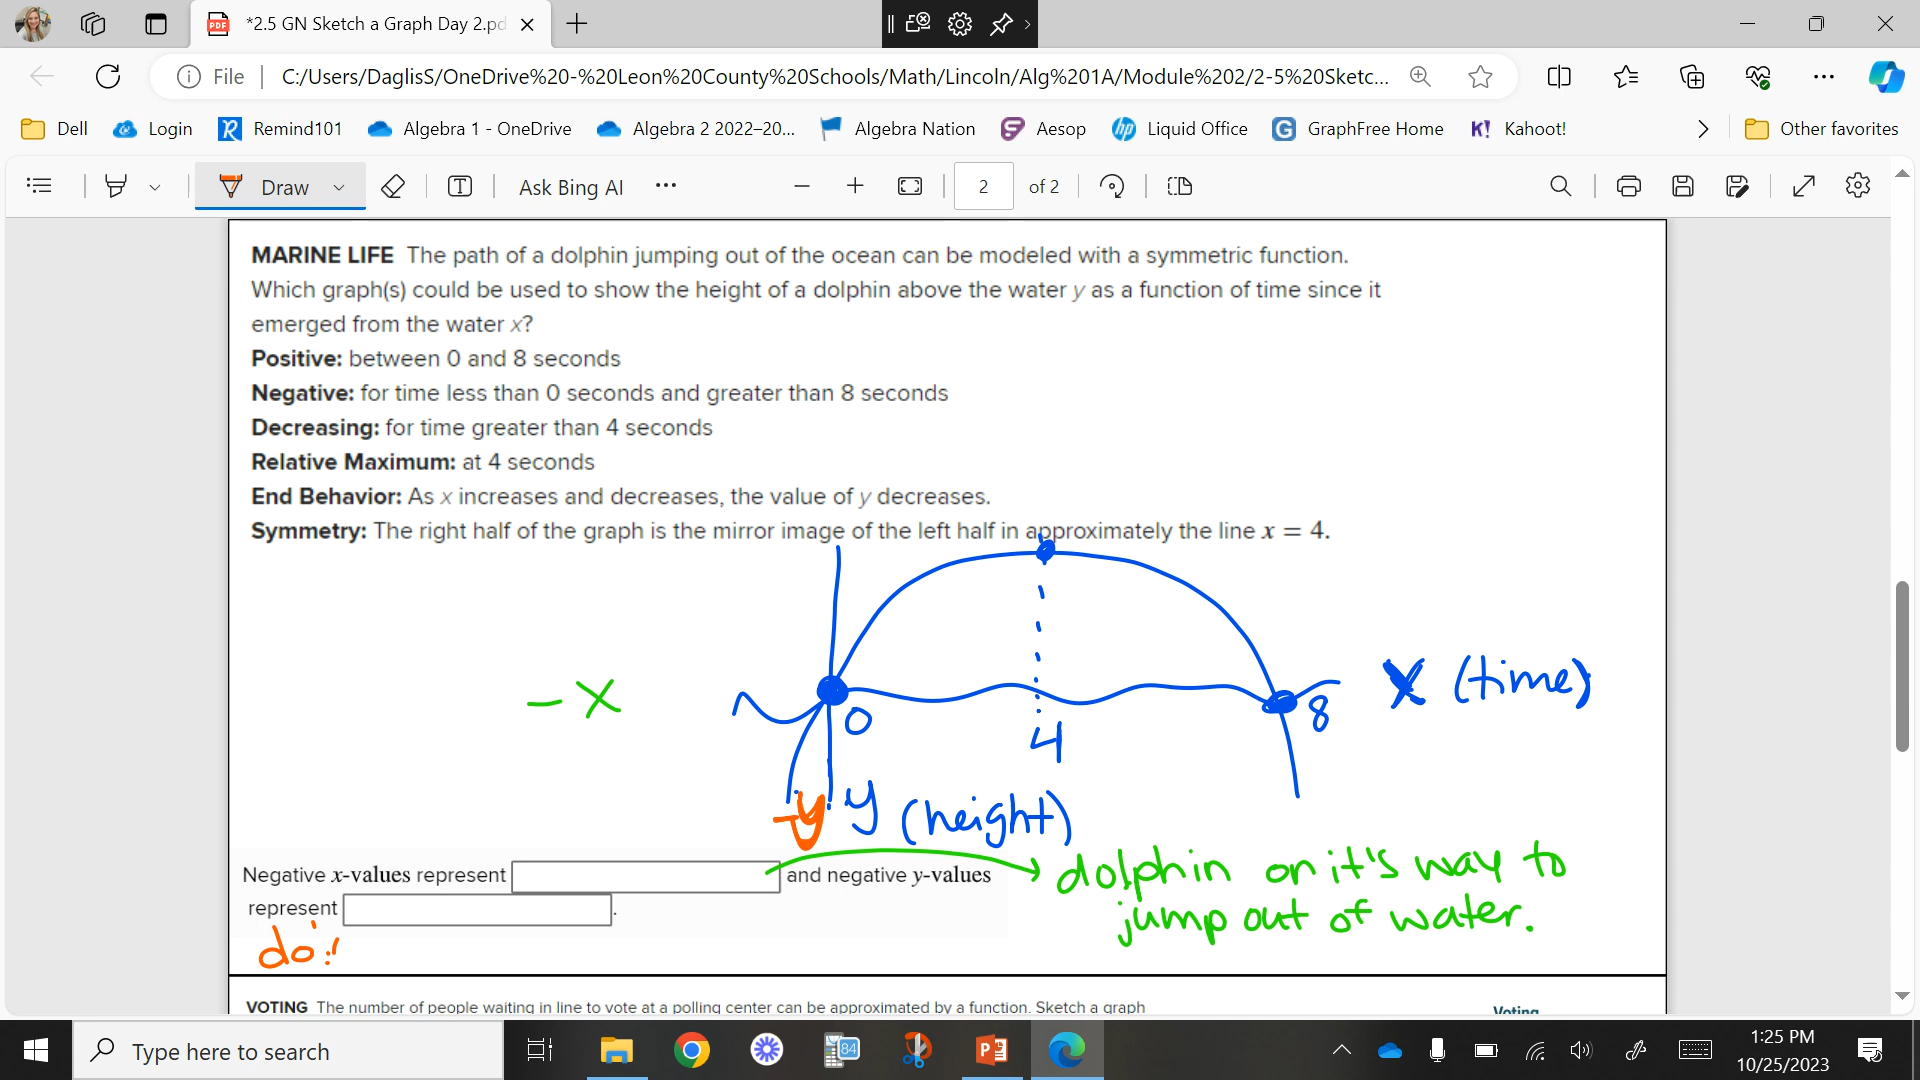 *2.5 GN Sketch a Graph Day 2.pd
File
C:/Users/DaglisS/OneDrive%20-%20Leon%20County%20Schools/Math/Lincoln/Alg%201A/Module%202/2-5%20Sketc...
Dell Login Remind101 Algebra 1 - OneDrive Algebra 2 2022–20... Algebra Nation Aesop Liquid Office GraphFree Home K! Kahoot! Other favorites
Draw Ask Bing AI ... 2 of 2
MARINE LIFE The path of a dolphin jumping out of the ocean can be modeled with a symmetric function.
Which graph(s) could be used to show the height of a dolphin above the water y as a function of time since it
emerged from the water x?
Positive: between 0 and 8 seconds
Negative: for time less than 0 seconds and greater than 8 seconds
Decreasing: for time greater than 4 seconds
Relative Maximum: at 4 seconds
End Behavior: As x increases and decreases, the value of y decreases.
Symmetry: The right half of the graph is the mirror image of the left half in approximately the line x = 4.
- X
X (time)
0
8
4
-y
y (height)
Negative x-values represent and negative y-values
dolphin on it's way to
represent .
jump out of water.
do
VOTING The number of people waiting in line to vote at a polling center can be approximated by a function. Sketch a graph
Voting
Type here to search
84
1:25 PM
10/25/2023